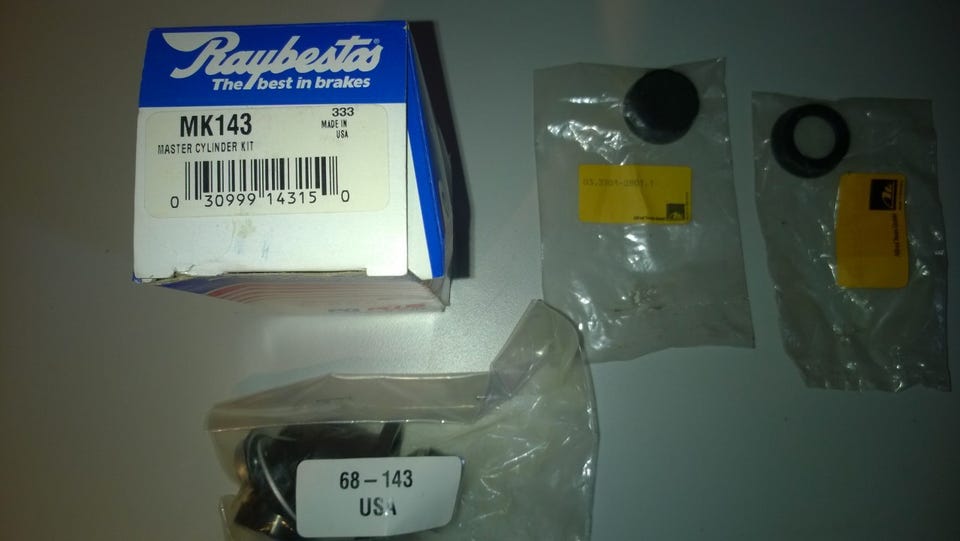 Raybestos
The best in brakes
MK143
333
MADE IN
USA
MASTER CYLINDER KIT
0 30999 14315 0
68-143
USA